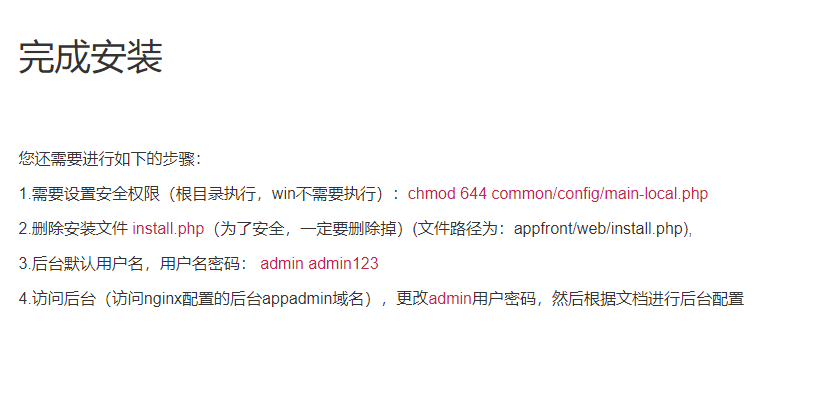 完成安装
您还需要进行如下的步骤：
1.需要设置安全权限（根目录执行，win不需要执行）：chmod 644 common/config/main-local.php
2.删除安装文件 install.php（为了安全，一定要删除掉）(文件路径为：appfront/web/install.php),
3.后台默认用户名，用户名密码： admin admin123
4.访问后台（访问nginx配置的后台appadmin域名），更改admin用户密码，然后根据文档进行后台配置